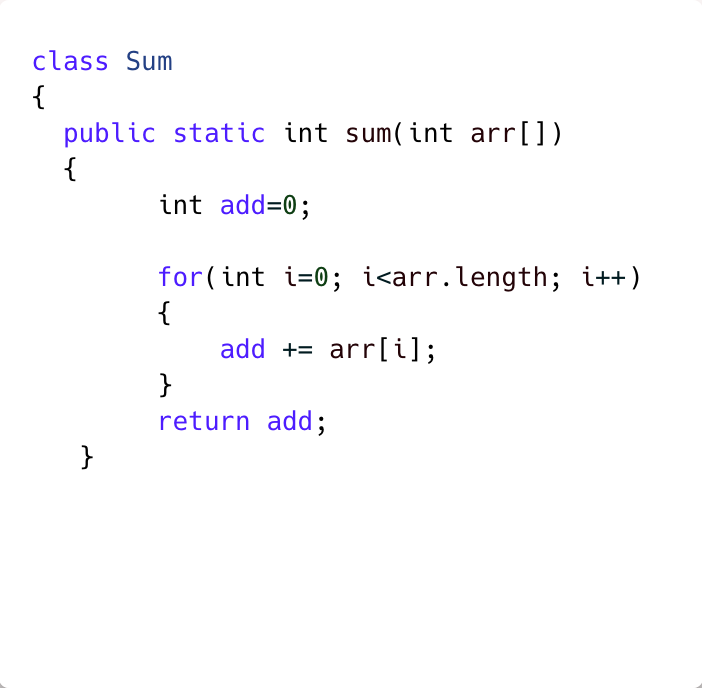 class Sum
{
  public static int sum(int arr[])
  {
        int add=0;

        for(int i=0; i<arr.length; i++)
        {
            add += arr[i];
        }
        return add;
   }